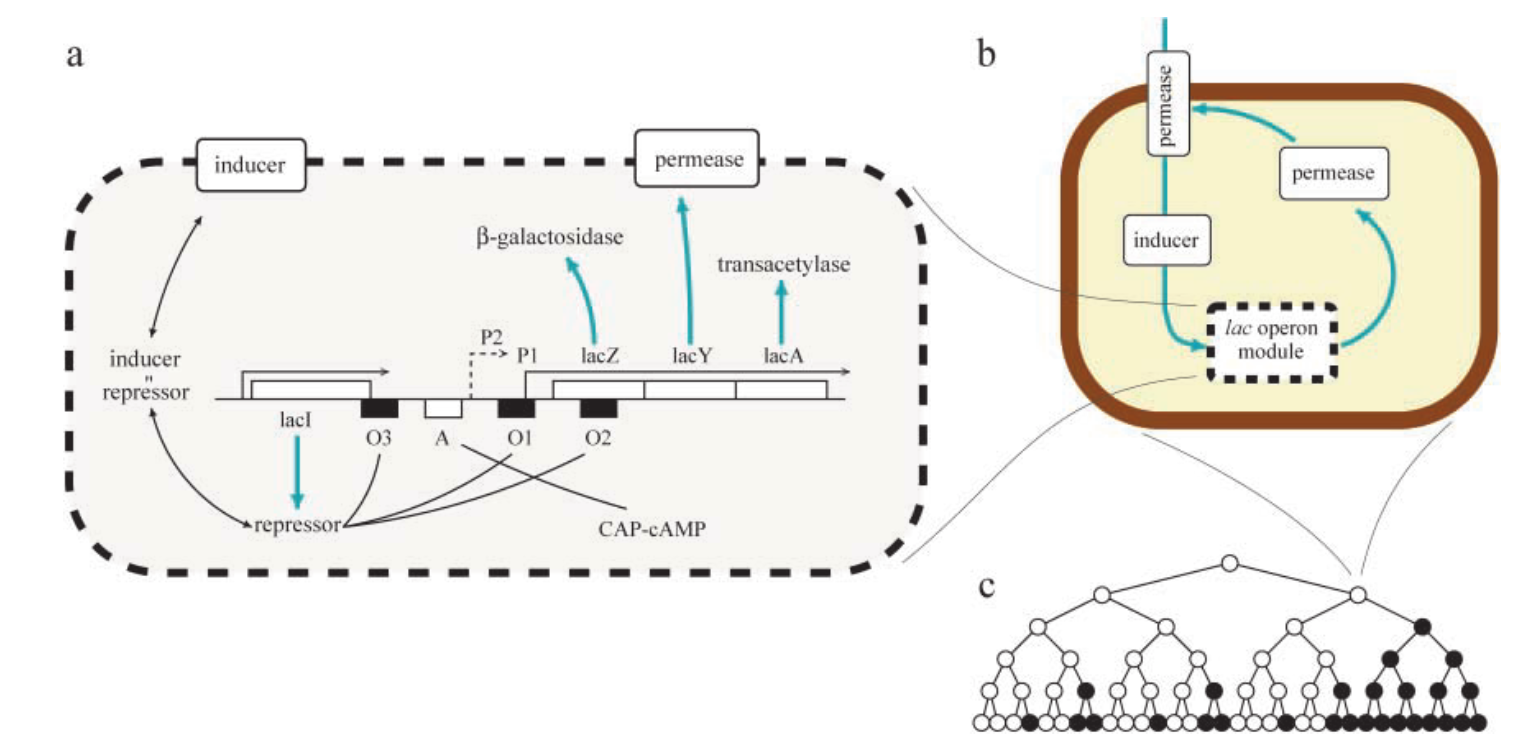 a
inducer
permease
β-galactosidase
transacetylase
P2
P1
lacZ
lacY
lacA
inducer
"
repressor
lacI
O3
A
O1
O2
repressor
CAP-cAMP
b
permease
permease
inducer
lac operon
module
c